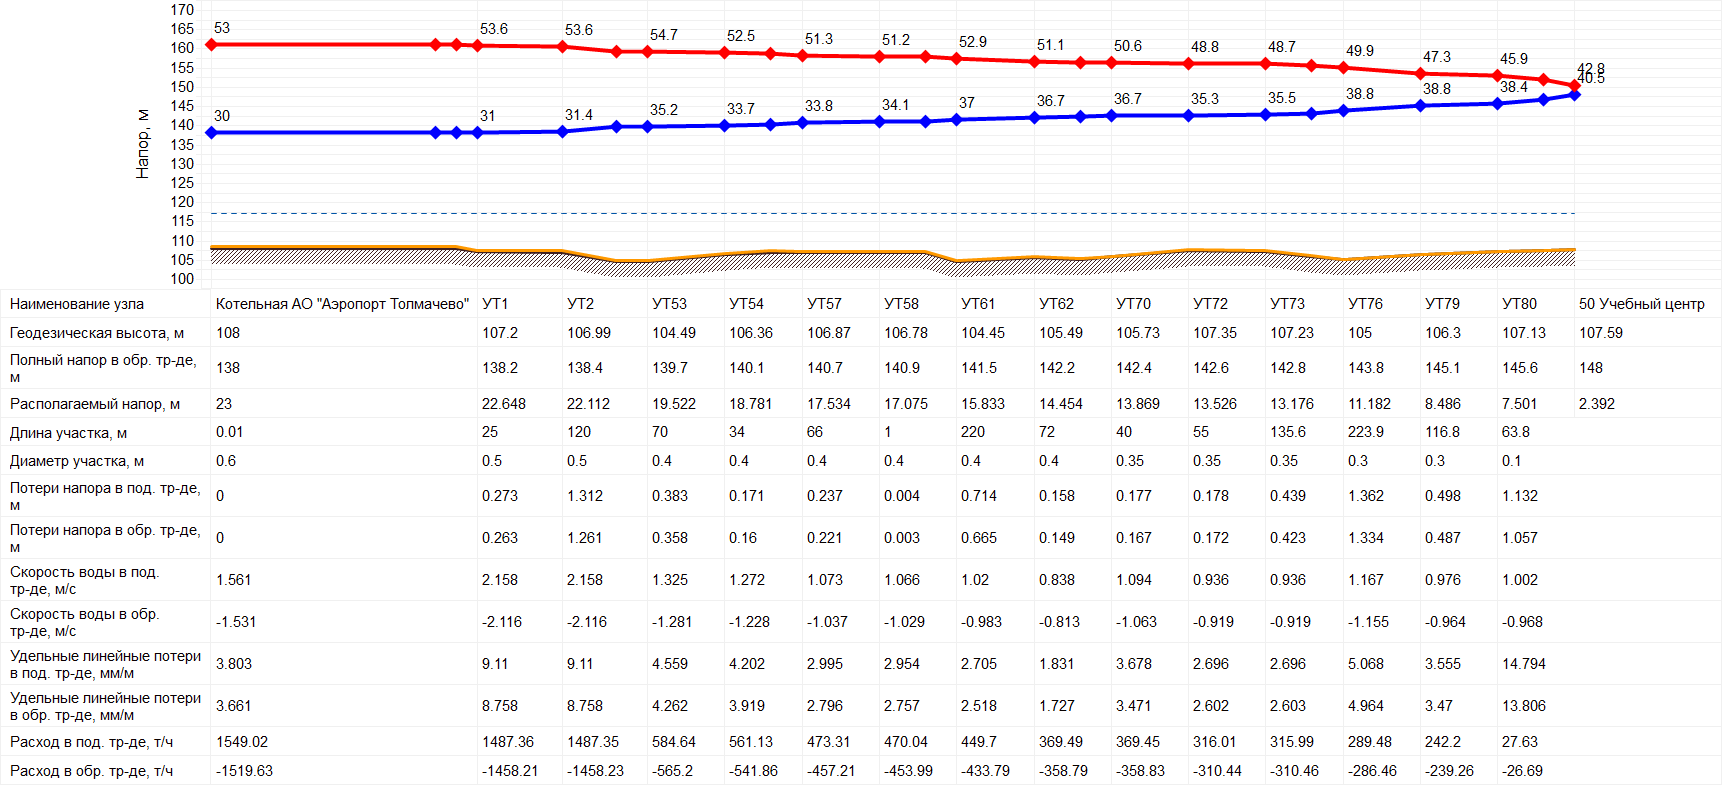 170
165
160
155
150
145
140
135
130
125
120
115
110
105
100
Напор, м
53 53.6 53.6 54.7 52.5 51.3 51.2 52.9 51.1 50.6 48.8 48.7 49.9 47.3 45.9 42.8
30 31 31.4 35.2 33.7 33.8 34.1 37 36.7 36.7 35.3 35.5 38.8 38.8 38.4 40.5
Наименование узла Котельная АО "Аэропорт Толмачево" УТ1 УТ2 УТ53 УТ54 УТ57 УТ58 УТ61 УТ62 УТ70 УТ72 УТ73 УТ76 УТ79 УТ80 50 Учебный центр
Геодезическая высота, м 108 107.2 106.99 104.49 106.36 106.87 106.78 104.45 105.49 105.73 107.35 107.23 105 106.3 107.13 107.59
Полный напор в обр. тр-де,
м 138 138.2 138.4 139.7 140.1 140.7 140.9 141.5 142.2 142.4 142.6 142.8 143.8 145.1 145.6 148
Располагаемый напор, м 23 22.648 22.112 19.522 18.781 17.534 17.075 15.833 14.454 13.869 13.526 13.176 11.182 8.486 7.501 2.392
Длина участка, м 0.01 25 120 70 34 66 1 220 72 40 55 135.6 223.9 116.8 63.8
Диаметр участка, м 0.6 0.5 0.5 0.4 0.4 0.4 0.4 0.4 0.4 0.35 0.35 0.35 0.3 0.3 0.1
Потери напора в под. тр-де,
м 0 0.273 1.312 0.383 0.171 0.237 0.004 0.714 0.158 0.177 0.178 0.439 1.362 0.498 1.132
Потери напора в обр. тр-де,
м 0 0.263 1.261 0.358 0.16 0.221 0.003 0.665 0.149 0.167 0.172 0.423 1.334 0.487 1.057
Скорость воды в под.
тр-де, м/с 1.561 2.158 2.158 1.325 1.272 1.073 1.066 1.02 0.838 1.094 0.936 0.936 1.167 0.976 1.002
Скорость воды в обр.
тр-де, м/с -1.531 -2.116 -2.116 -1.281 -1.228 -1.037 -1.029 -0.983 -0.813 -1.063 -0.919 -0.919 -1.155 -0.964 -0.968
Удельные линейные потери
в под. тр-де, мм/м 3.803 9.11 9.11 4.559 4.202 2.995 2.954 2.705 1.831 3.678 2.696 2.696 5.068 3.555 14.794
Удельные линейные потери
в обр. тр-де, мм/м 3.661 8.758 8.758 4.262 3.919 2.796 2.757 2.518 1.727 3.471 2.602 2.603 4.964 3.47 13.806
Расход в под. тр-де, т/ч 1549.02 1487.36 1487.35 584.64 561.13 473.31 470.04 449.7 369.49 369.45 316.01 315.99 289.48 242.2 27.63
Расход в обр. тр-де, т/ч -1519.63 -1458.21 -1458.23 -565.2 -541.86 -457.21 -453.99 -433.79 -358.79 -358.83 -310.44 -310.46 -286.46 -239.26 -26.69